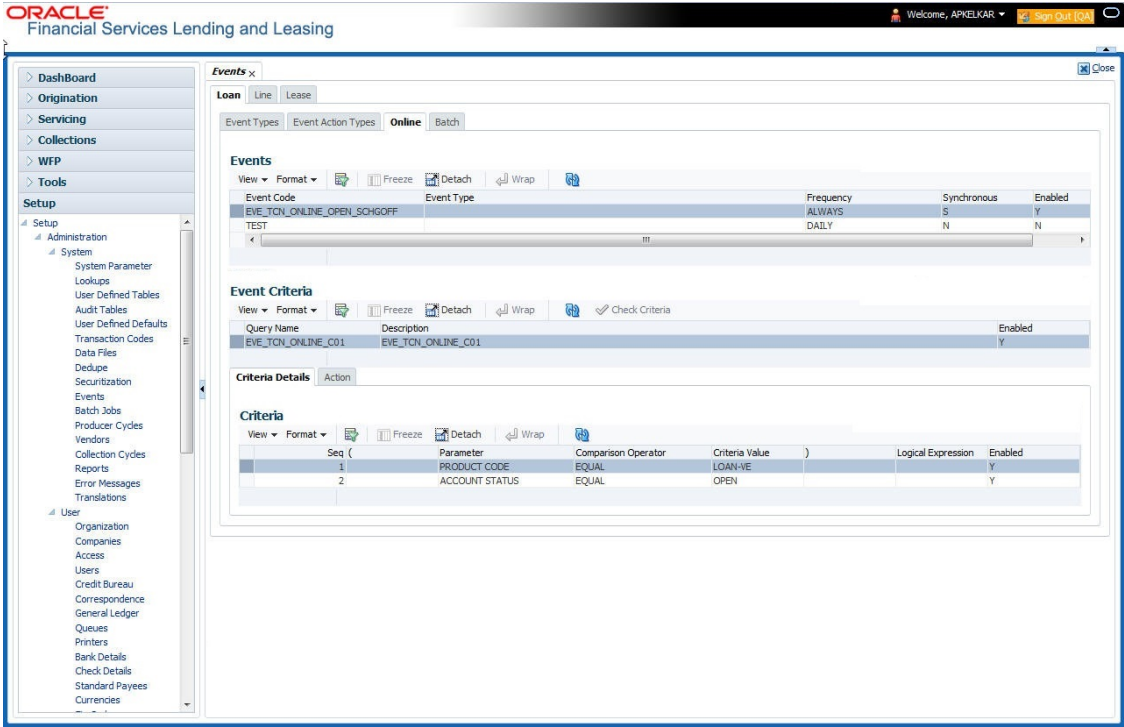 ORACLE
Financial Services Lending and Leasing
Welcome, APKELKAR
Sign Out [QA]
Close
DashBoard
Origination
Servicing
Collections
WFP
Tools
Setup
Setup
Administration
System
System Parameter
Lookups
User Defined Tables
Audit Tables
User Defined Defaults
Transaction Codes
Data Files
Dedupe
Securitization
Events
Batch Jobs
Producer Cycles
Vendors
Collection Cycles
Reports
Error Messages
Translations
User
Organization
Companies
Access
Users
Credit Bureau
Correspondence
General Ledger
Queues
Printers
Bank Details
Check Details
Standard Payees
Currencies
Events
Loan Line Lease
Event Types Event Action Types Online Batch
Events
View Format Freeze Detach Wrap
Event Code Event Type Frequency Synchronous Enabled
EVE_TCN_ONLINE_OPEN_SCHGOFF ALWAYS S Y
TEST DAILY N N
Event Criteria
View Format Freeze Detach Wrap Check Criteria
Query Name Description Enabled
EVE_TCN_ONLINE_C01 EVE_TCN_ONLINE_C01 Y
Criteria Details Action
Criteria
View Format Freeze Detach Wrap
Seq ( Parameter Comparison Operator Criteria Value ) Logical Expression Enabled
1 PRODUCT CODE EQUAL LOAN-VE Y
2 ACCOUNT STATUS EQUAL OPEN Y